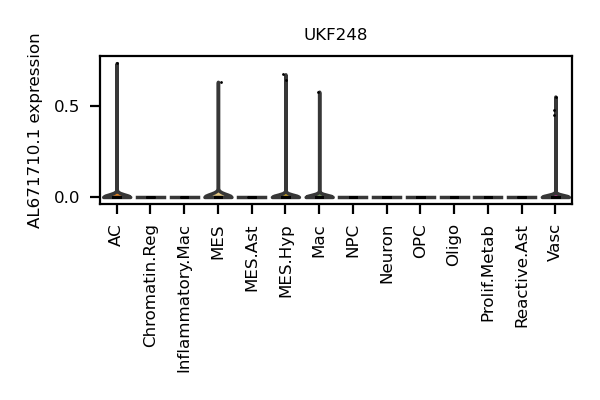 UKF248
AL671710.1 expression
0.5
0.0
AC
Chromatin.Reg
Inflammatory.Mac
MES
MES.Ast
MES.Hyp
Mac
NPC
Neuron
OPC
Oligo
Prolif.Metab
Reactive.Ast
Vasc